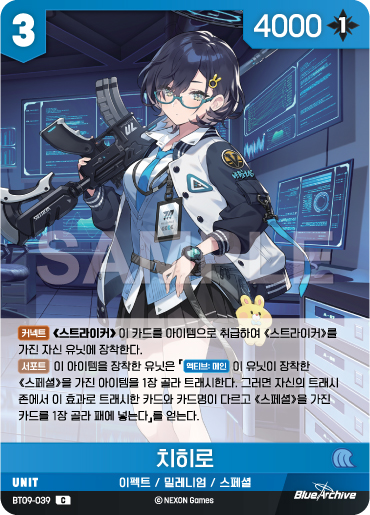 3
4000 1
UL
SAMPLE
커넥트 《스트라이커》 이 카드를 아이템으로 취급하여 《스트라이커》를
가진 자신 유닛에 장착한다.
서포트 이 아이템을 장착한 유닛은 「액티브: 메인 이 유닛이 장착한
《스페셜》을 가진 아이템을 1장 골라 트래시한다. 그러면 자신의 트래시
존에서 이 효과로 트래시한 카드와 카드명이 다르고 《스페셜》을 가진
카드를 1장 골라 패에 넣는다」를 얻는다.
치히로
UNIT
이펙트 / 밀레니엄 / 스페셜
BT09-039 C
© NEXON Games
BlueArchive